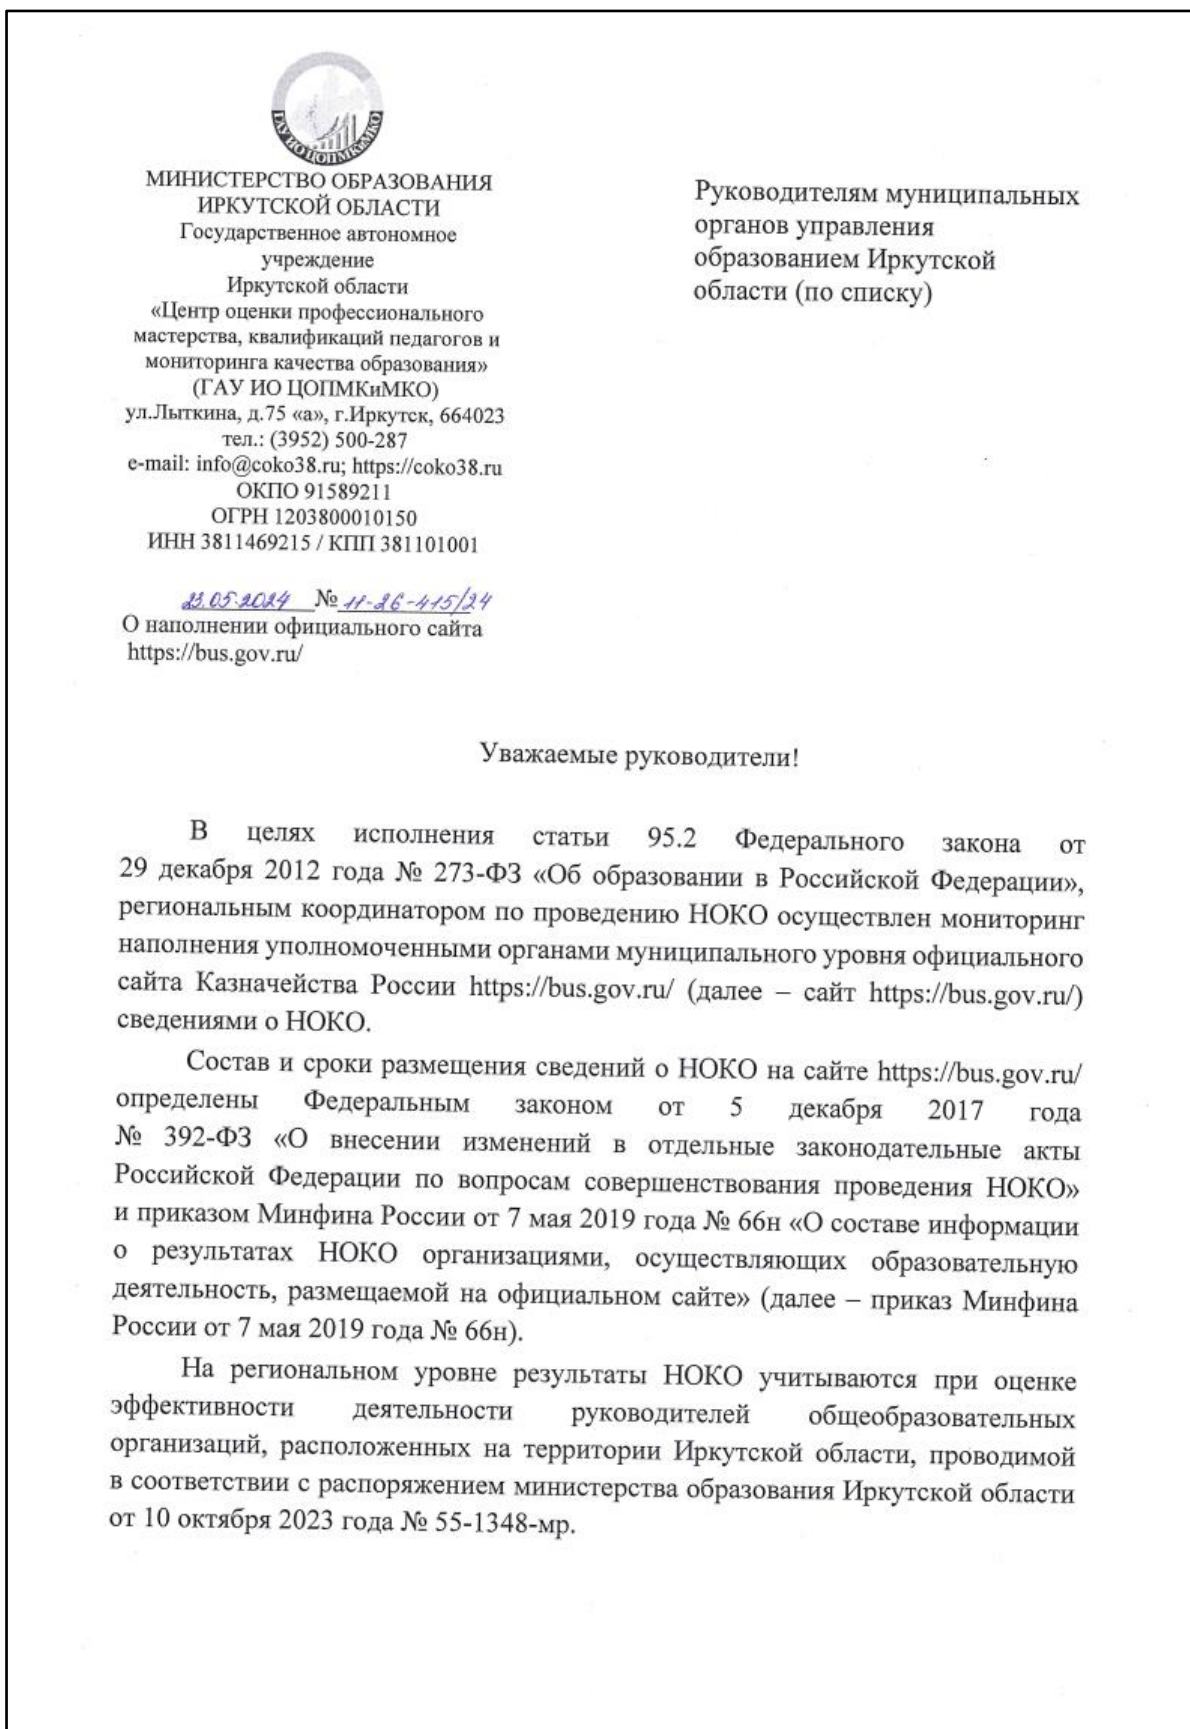 ГАУ ИО ЦОПМКиМКО
МИНИСТЕРСТВО ОБРАЗОВАНИЯ
ИРКУТСКОЙ ОБЛАСТИ
Государственное автономное
учреждение
Иркутской области
«Центр оценки профессионального
мастерства, квалификаций педагогов и
мониторинга качества образования»
(ГАУ ИО ЦОПМКиМКО)
ул.Лыткина, д.75 «а», г.Иркутск, 664023
тел.: (3952) 500-287
e-mail: info@coko38.ru; https://coko38.ru
ОКПО 91589211
ОГРН 1203800010150
ИНН 3811469215 / КПП 381101001
23.05.2024 № 11-26-415/24
О наполнении официального сайта
https://bus.gov.ru/
Руководителям муниципальных
органов управления
образованием Иркутской
области (по списку)
Уважаемые руководители!
В целях исполнения статьи 95.2 Федерального закона от
29 декабря 2012 года № 273-ФЗ «Об образовании в Российской Федерации»,
региональным координатором по проведению НОКО осуществлен мониторинг
наполнения уполномоченными органами муниципального уровня официального
сайта Казначейства России https://bus.gov.ru/ (далее – сайт https://bus.gov.ru/)
сведениями о НОКО.
Состав и сроки размещения сведений о НОКО на сайте https://bus.gov.ru/
определены Федеральным законом от 5 декабря 2017 года
№ 392-ФЗ «О внесении изменений в отдельные законодательные акты
Российской Федерации по вопросам совершенствования проведения НОКО»
и приказом Минфина России от 7 мая 2019 года № 66н «О составе информации
о результатах НОКО организациями, осуществляющих образовательную
деятельность, размещаемой на официальном сайте» (далее – приказ Минфина
России от 7 мая 2019 года № 66н).
На региональном уровне результаты НОКО учитываются при оценке
эффективности деятельности руководителей общеобразовательных
организаций, расположенных на территории Иркутской области, проводимой
в соответствии с распоряжением министерства образования Иркутской области
от 10 октября 2023 года № 55-1348-мр.